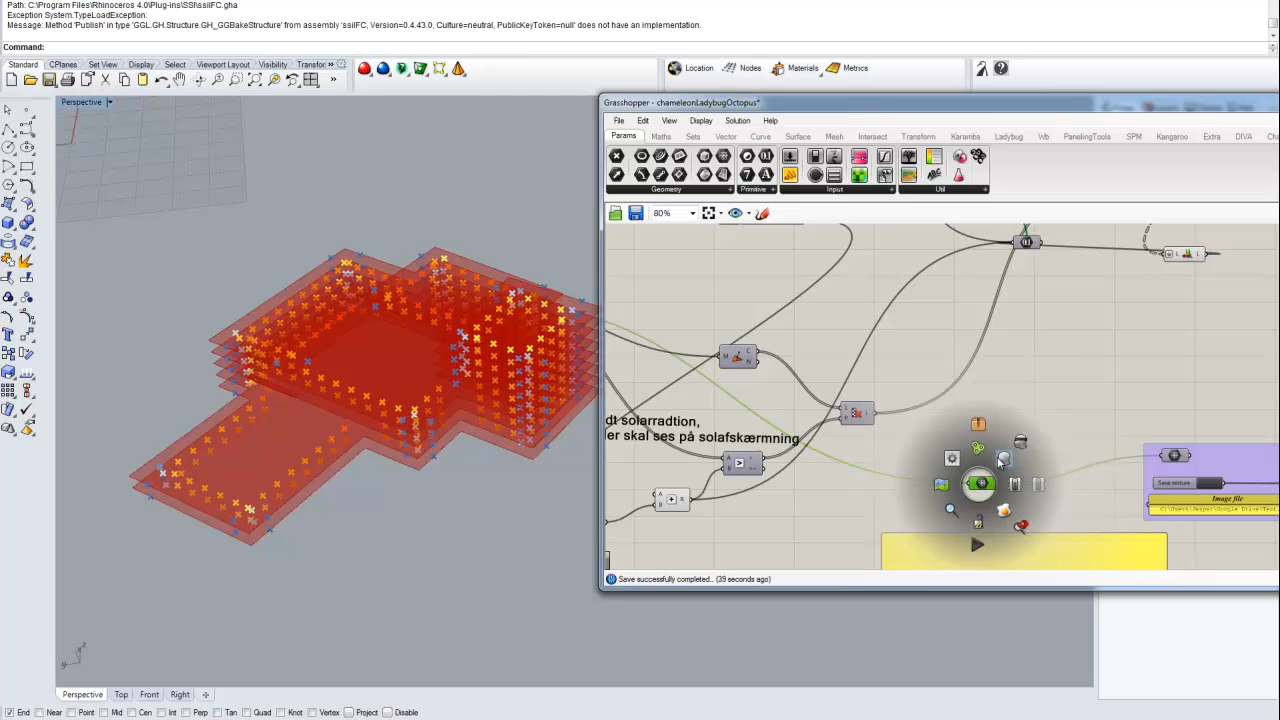 Path: C:\Program Files\Rhinoceros 4.0\Plug-ins\SSI\ssiIFC.gha
Exception System.TypeLoadException:
Message: Method 'Publish' in type 'GGL.GH.Structure.GH_GGBakeStructure' from assembly 'ssiIFC, Version=0.4.43.0, Culture=neutral, PublicKeyToken=null' does not have an implementation.
Command:
Standard CPlanes Set View Display Select Viewport Layout Visibility Transfor »
Location Nodes Materials Metrics
Perspective
Grasshopper - chameleonLadybugOctopus*
File Edit View Display Solution Help
Params Maths Sets Vector Curve Surface Mesh Intersect Transform Karamba Ladybug Wb PanelingTools SPM Kangaroo Extra DIVA
Geometry Primitive Input Util
80%
M C N
dt solarradtion,
er skal ses på solafskærmning
A B R
Save texture
Image file
Save successfully completed.. (39 seconds ago)
Perspective Top Front Right
End Near Point Mid Cen Int Perp Tan Quad Knot Vertex Project Disable
z x y